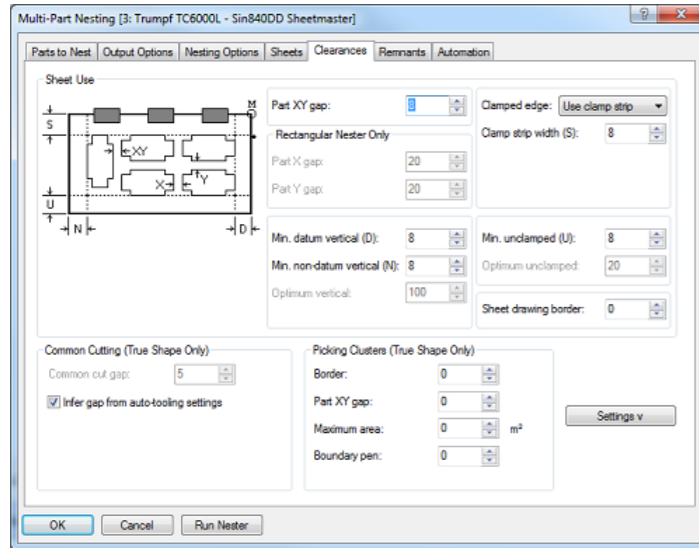 Multi-Part Nesting [3: Trumpf TC6000L - Sin840DD Sheetmaster]
Parts to Nest
Output Options
Nesting Options
Sheets
Clearances
Remnants
Automation
Sheet Use
M
S
XY
X
Y
U
N
D
Part XY gap:
8
Rectangular Nester Only
Part X gap:
20
Part Y gap:
20
Clamped edge:
Use clamp strip
Clamp strip width (S):
8
Min. datum vertical (D):
8
Min. non-datum vertical (N):
8
Optimum vertical:
100
Min. unclamped (U):
8
Optimum unclamped:
20
Sheet drawing border:
0
Common Cutting (True Shape Only)
Common cut gap:
5
Infer gap from auto-tooling settings
Picking Clusters (True Shape Only)
Border:
0
Part XY gap:
0
Maximum area:
0
m²
Boundary pen:
0
Settings v
OK
Cancel
Run Nester